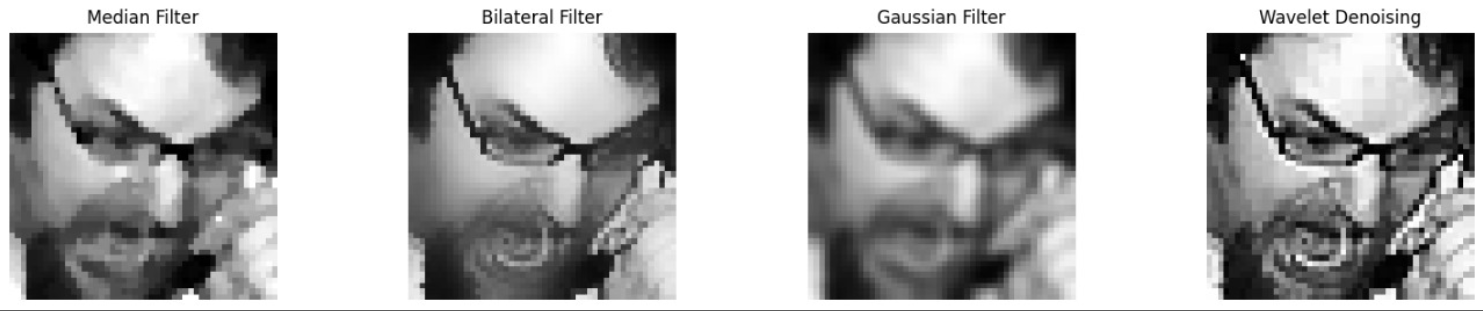 Median Filter
Bilateral Filter
Gaussian Filter
Wavelet Denoising